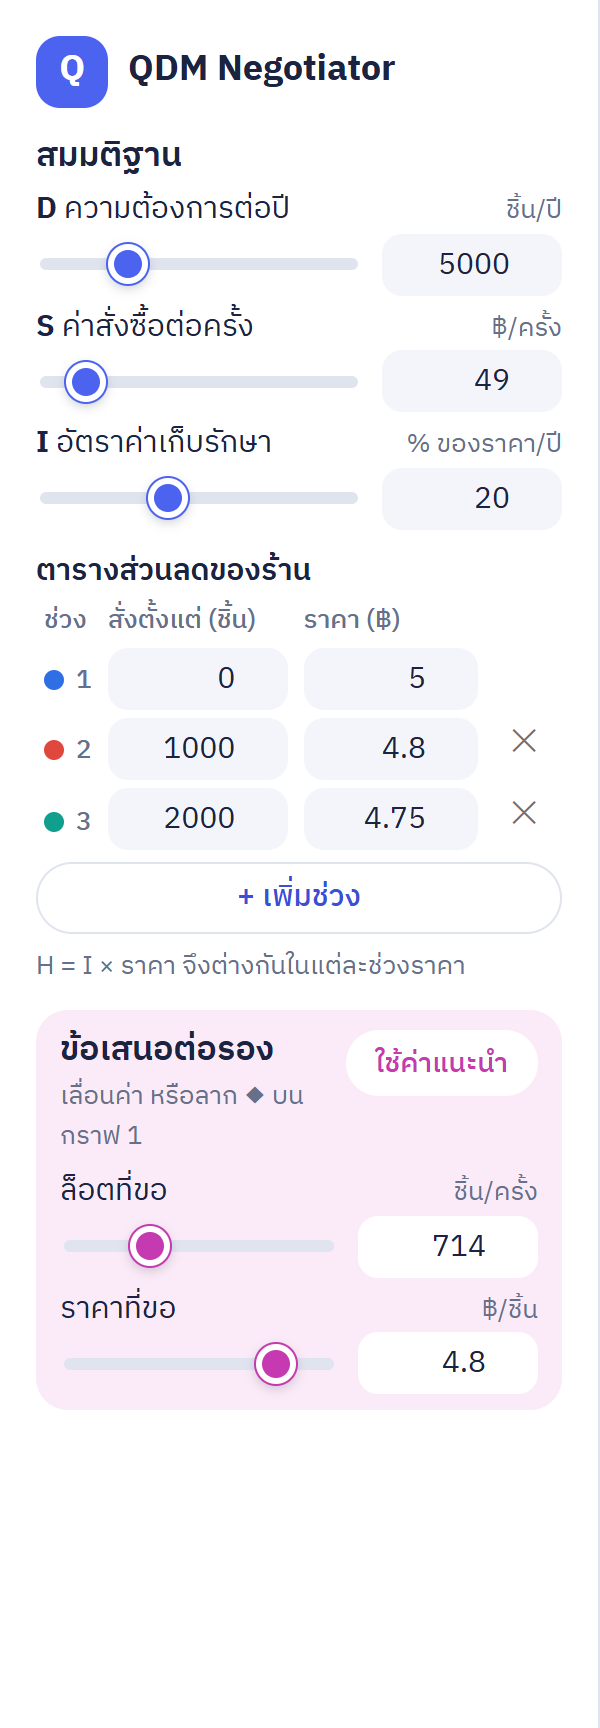 Q QDM Negotiator
สมมติฐาน
D ความต้องการต่อปี ชิ้น/ปี
5000
S ค่าสั่งซื้อต่อครั้ง ฿/ครั้ง
49
I อัตราค่าเก็บรักษา % ของราคา/ปี
20
ตารางส่วนลดของร้าน
ช่วง สั่งตั้งแต่ (ชิ้น) ราคา (฿)
1 0 5
2 1000 4.8
3 2000 4.75
+ เพิ่มช่วง
H = I × ราคา จึงต่างกันในแต่ละช่วงราคา
ข้อเสนอต่อรอง ใช้ค่าแนะนำ
เลื่อนค่า หรือลาก ◆ บน
กราฟ 1
ล็อตที่ขอ ชิ้น/ครั้ง
714
ราคาที่ขอ ฿/ชิ้น
4.8